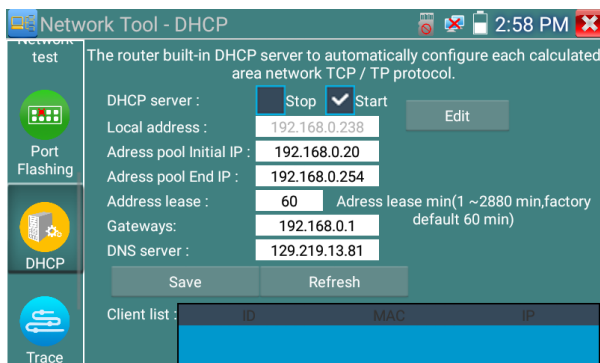 Network Tool - DHCP
2:58 PM
Network
test
The router built-in DHCP server to automatically configure each calculated
area network TCP / TP protocol.
DHCP server :
Stop
Start
Edit
Local address :
192.168.0.238
Port
Flashing
Adress pool Initial IP :
192.168.0.20
Adress pool End IP :
192.168.0.254
Address lease :
60
Adress lease min(1 ~2880 min,factory
default 60 min)
Gateways:
192.168.0.1
DHCP
DNS server :
129.219.13.81
Save
Refresh
Client list :
ID
MAC
IP
Trace